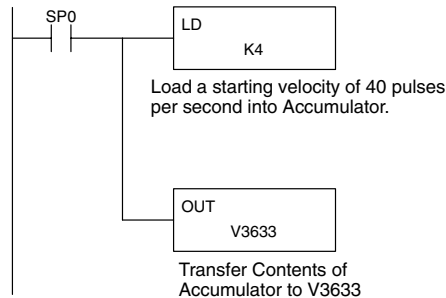 SP0
LD
K4
Load a starting velocity of 40 pulses
per second into Accumulator.
OUT
V3633
Transfer Contents of
Accumulator to V3633